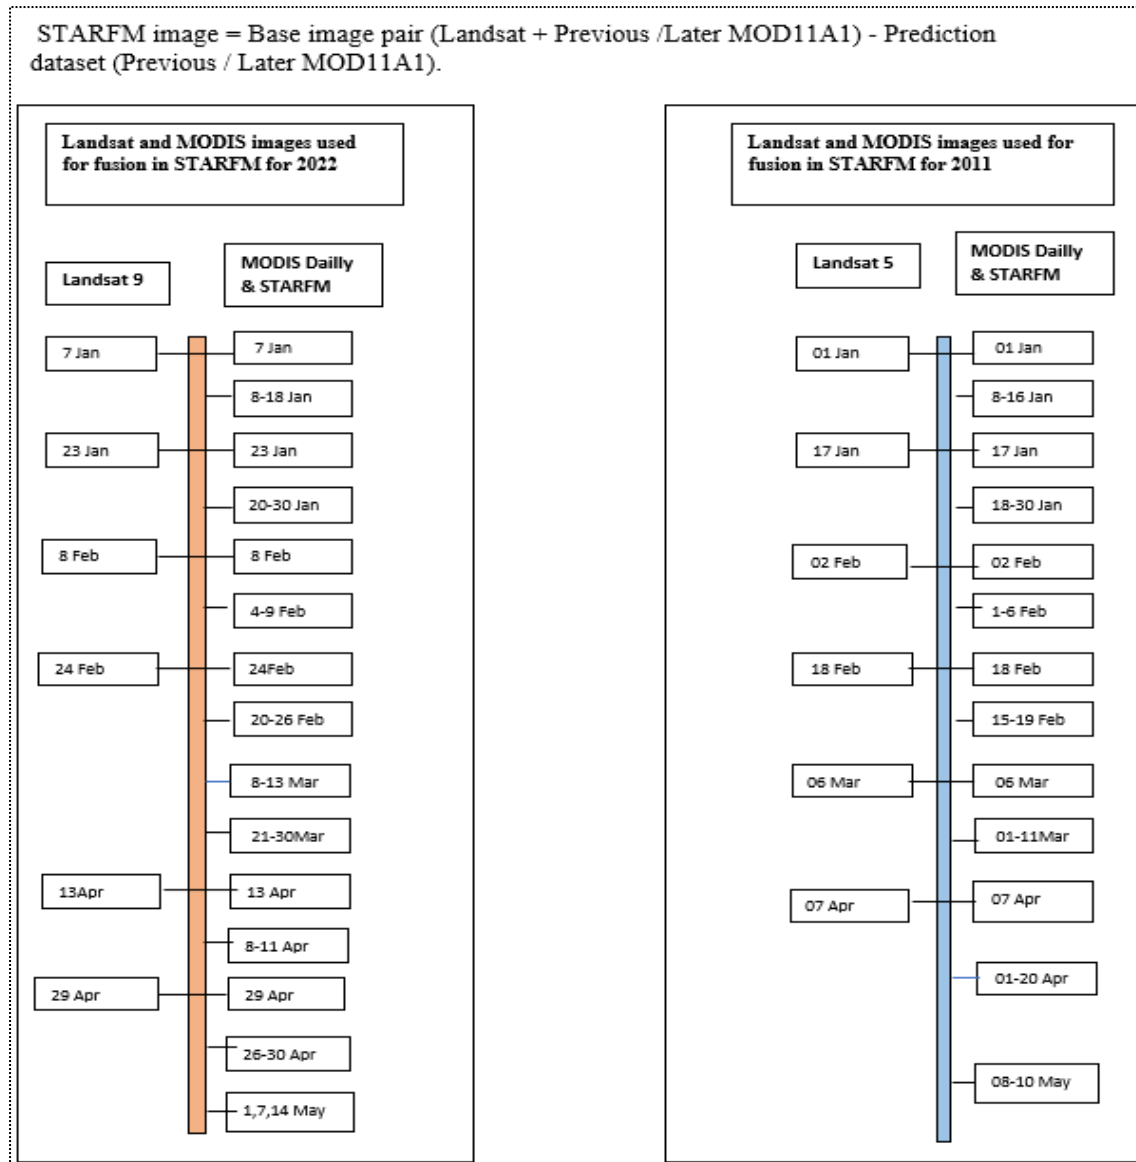 STARFM image = Base image pair (Landsat + Previous /Later MOD11A1) - Prediction
dataset (Previous / Later MOD11A1).
Landsat and MODIS images used
for fusion in STARFM for 2022
Landsat 9
MODIS Dailly
& STARFM
7 Jan
7 Jan
8-18 Jan
23 Jan
23 Jan
20-30 Jan
8 Feb
8 Feb
4-9 Feb
24 Feb
24Feb
20-26 Feb
8-13 Mar
21-30Mar
13Apr
13 Apr
8-11 Apr
29 Apr
29 Apr
26-30 Apr
1,7,14 May
Landsat and MODIS images used for
fusion in STARFM for 2011
Landsat 5
MODIS Dailly
& STARFM
01 Jan
01 Jan
8-16 Jan
17 Jan
17 Jan
18-30 Jan
02 Feb
02 Feb
1-6 Feb
18 Feb
18 Feb
15-19 Feb
06 Mar
06 Mar
01-11Mar
07 Apr
07 Apr
01-20 Apr
08-10 May